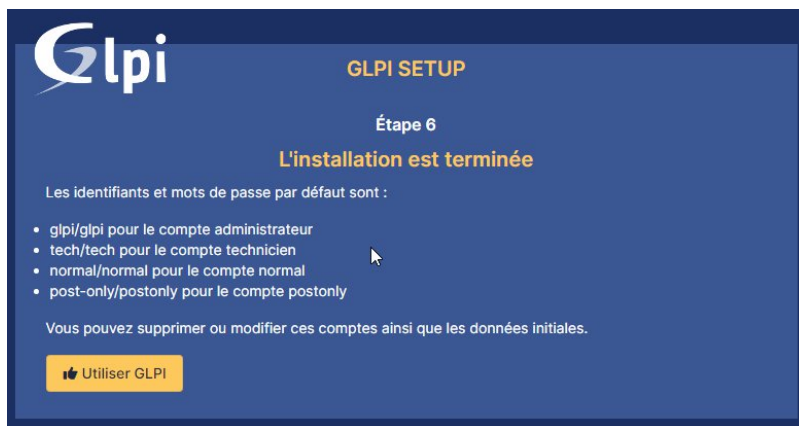 Glpi
GLPI SETUP
Étape 6
L'installation est terminée
Les identifiants et mots de passe par défaut sont :
glpi/glpi pour le compte administrateur
tech/tech pour le compte technicien
normal/normal pour le compte normal
post-only/postonly pour le compte postonly
Vous pouvez supprimer ou modifier ces comptes ainsi que les données initiales.
Utiliser GLPI